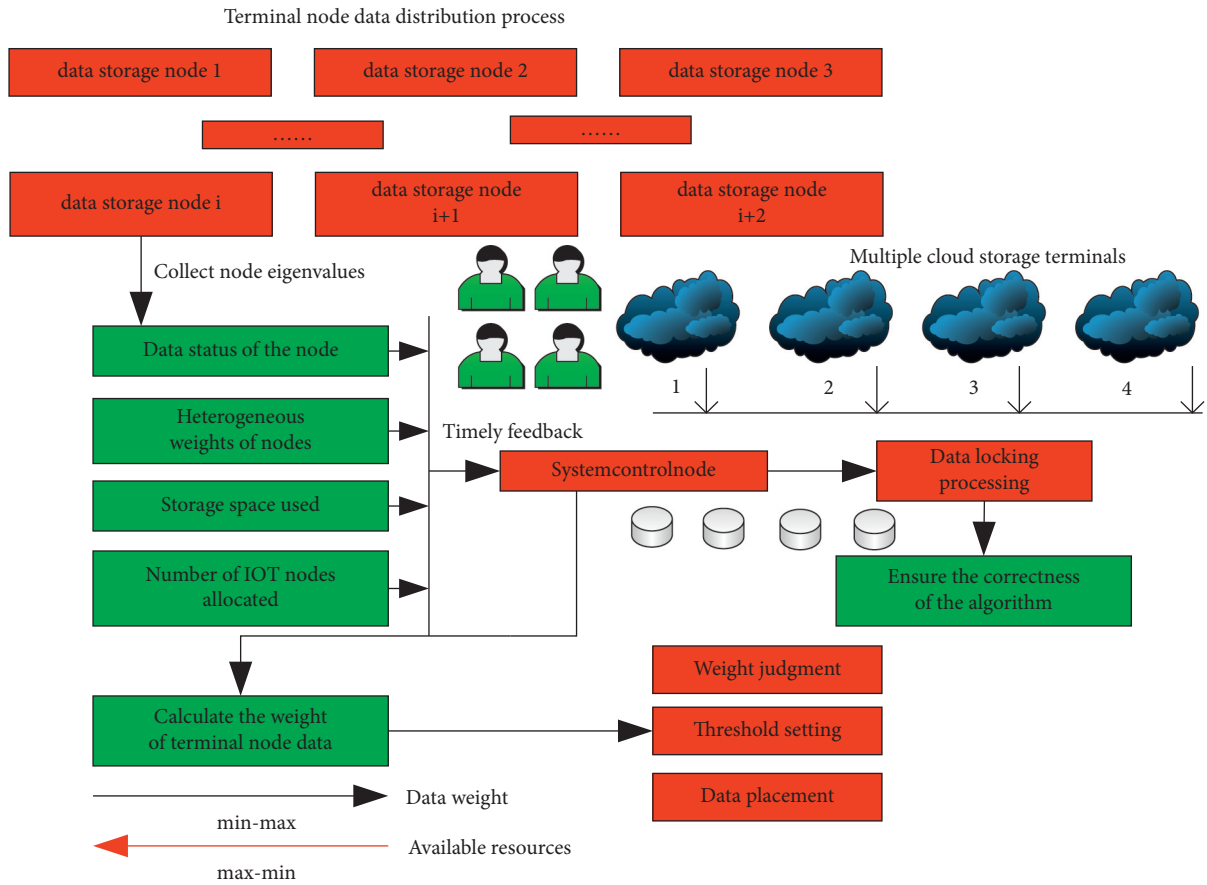 Terminal node data distribution process
data storage node 1
data storage node 2
data storage node 3
……
……
data storage node i
data storage node
i+1
data storage node
i+2
Collect node eigenvalues
Multiple cloud storage terminals
Data status of the node
1
2
3
4
Heterogeneous
weights of nodes
Timely feedback
Systemcontrolnode
Data locking
processing
Storage space used
Number of IOT nodes
allocated
Ensure the correctness
of the algorithm
Weight judgment
Calculate the weight
of terminal node data
Threshold setting
Data placement
Data weight
min-max
Available resources
max-min